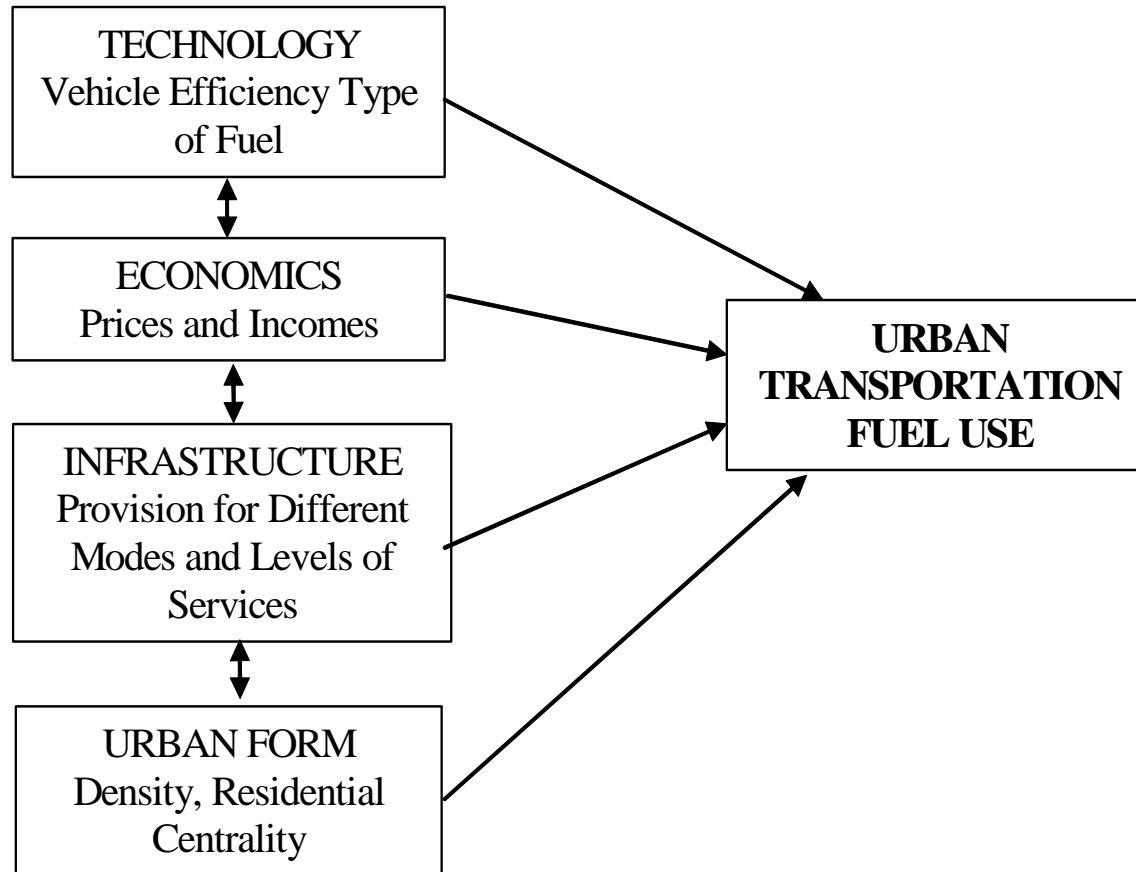 TECHNOLOGY
Vehicle Efficiency Type
of Fuel
ECONOMICS
Prices and Incomes
INFRASTRUCTURE
Provision for Different
Modes and Levels of
Services
URBAN FORM
Density, Residential
Centrality
URBAN
TRANSPORTATION
FUEL USE